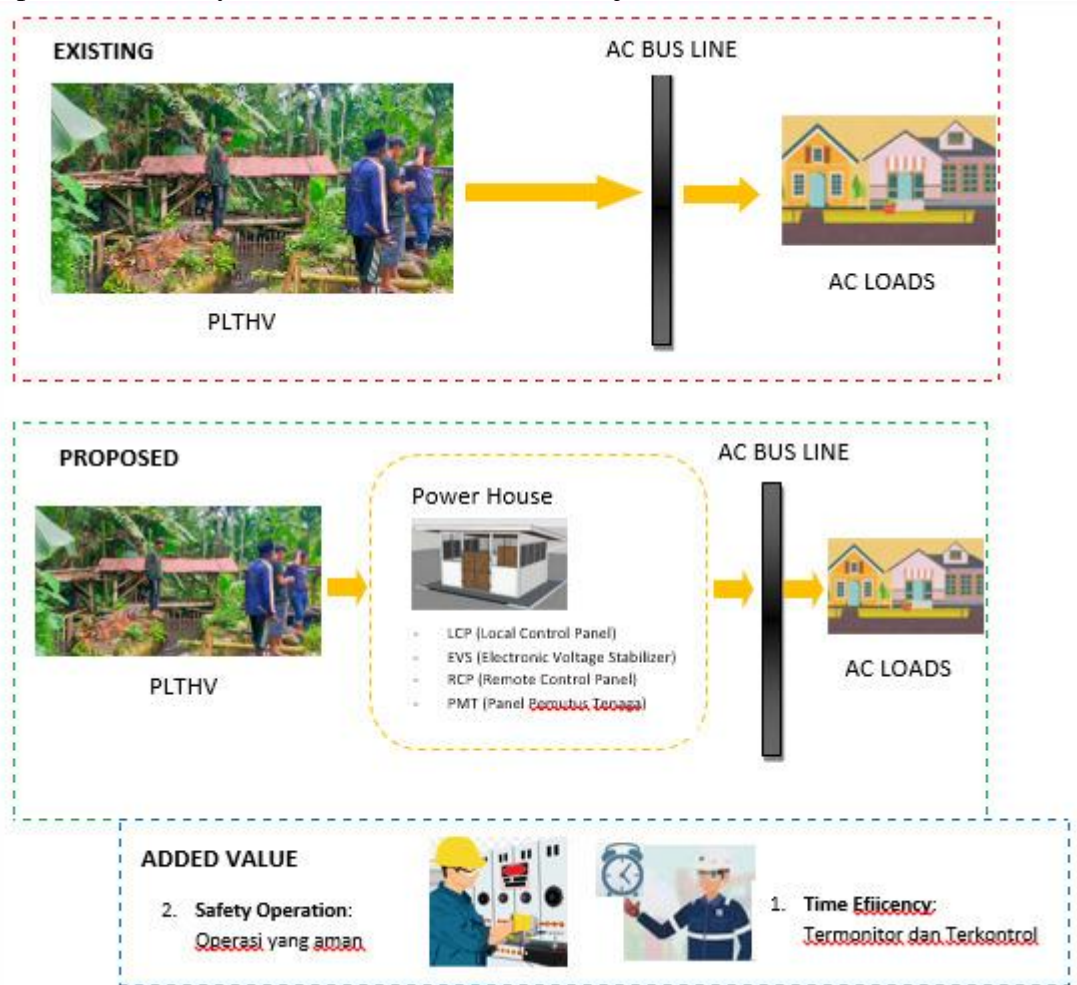 EXISTING
AC BUS LINE
PLTHV
AC LOADS
PROPOSED
AC BUS LINE
Power House
- LCP (Local Control Panel)
- EVS (Electronic Voltage Stabilizer)
- RCP (Remote Control Panel)
- PMT (Panel Pemutus Tenaga)
PLTHV
AC LOADS
ADDED VALUE
2. Safety Operation:
Operasi yang aman
1. Time Efiicency:
Termonitor dan Terkontrol